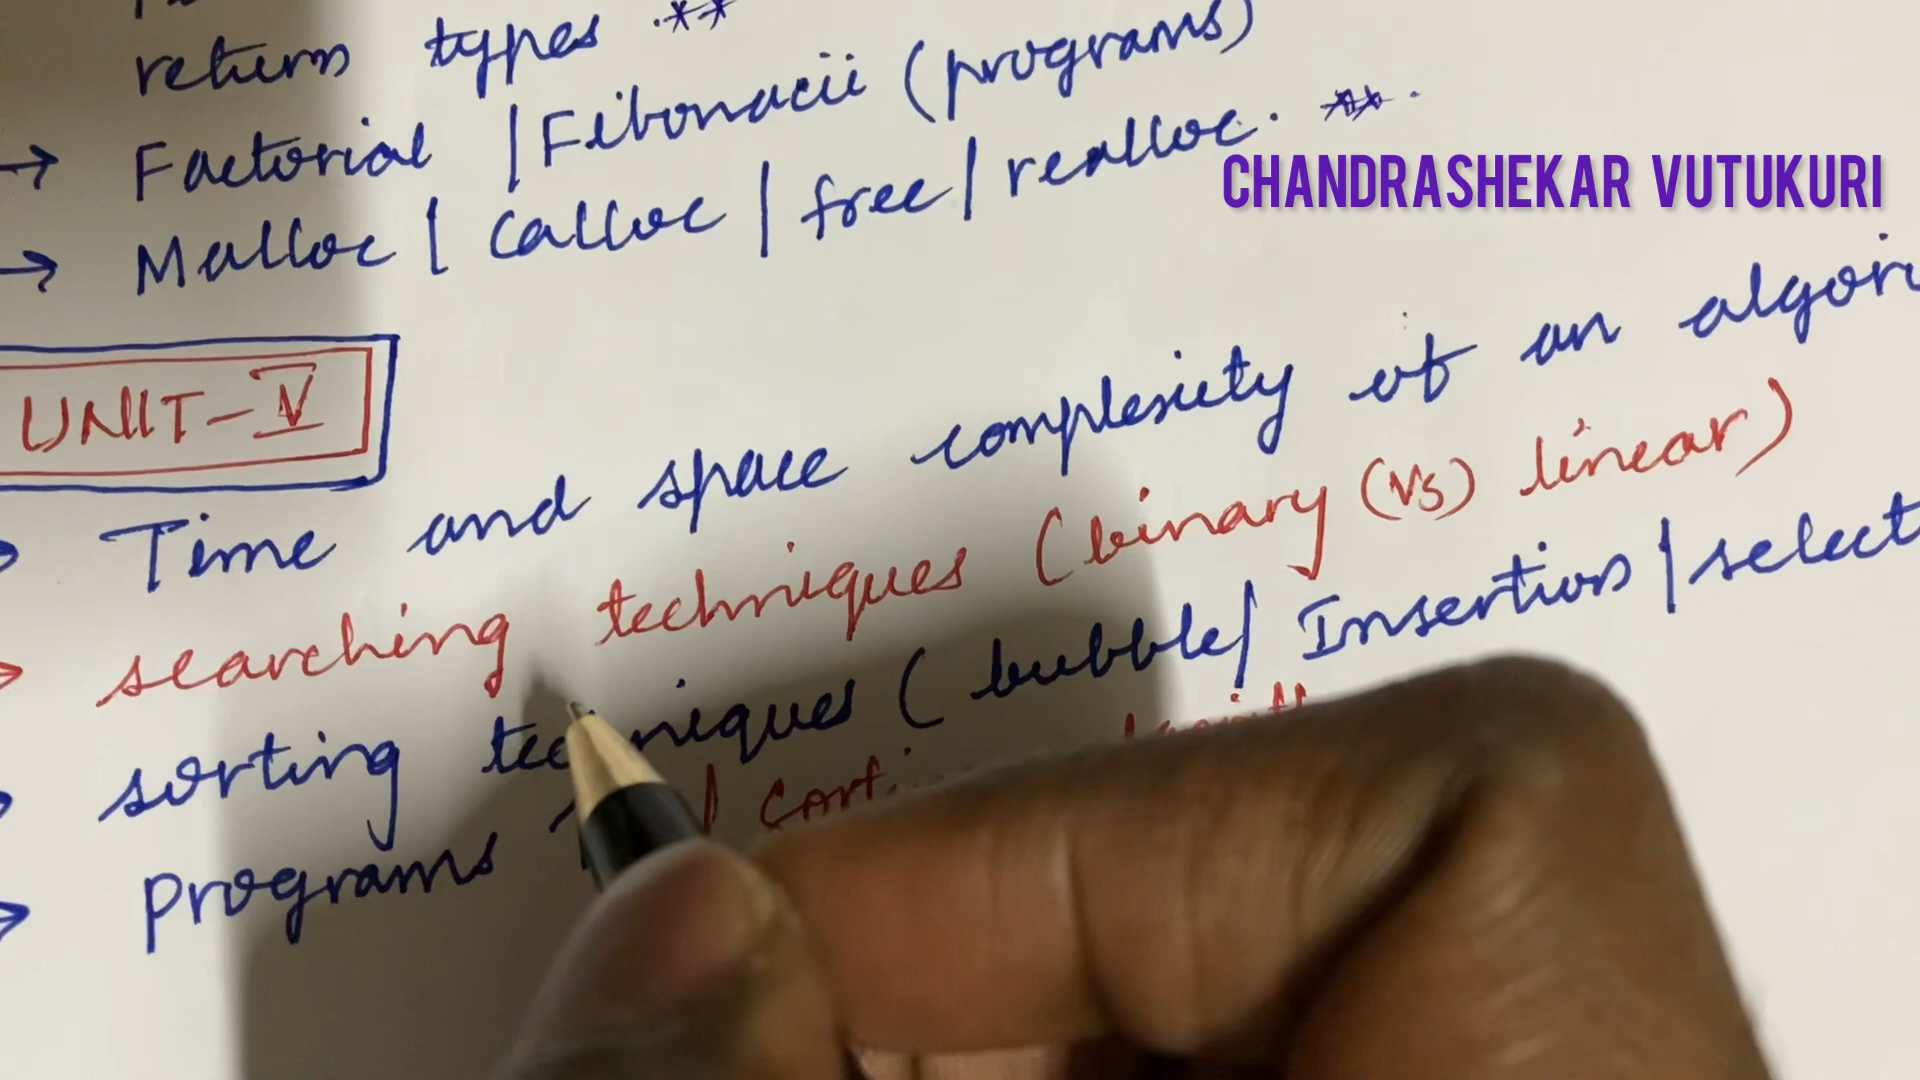 return types **
→ Factorial | Fibonacii (programs)
→ Malloc | calloc | free | realloc. **.
CHANDRASHEKAR VUTUKURI
UNIT-V
Time and space complexity of an algori
→ searching techniques (binary (vs) linear)
sorting techniques ( bubble/ Insertion | select
→ Programs